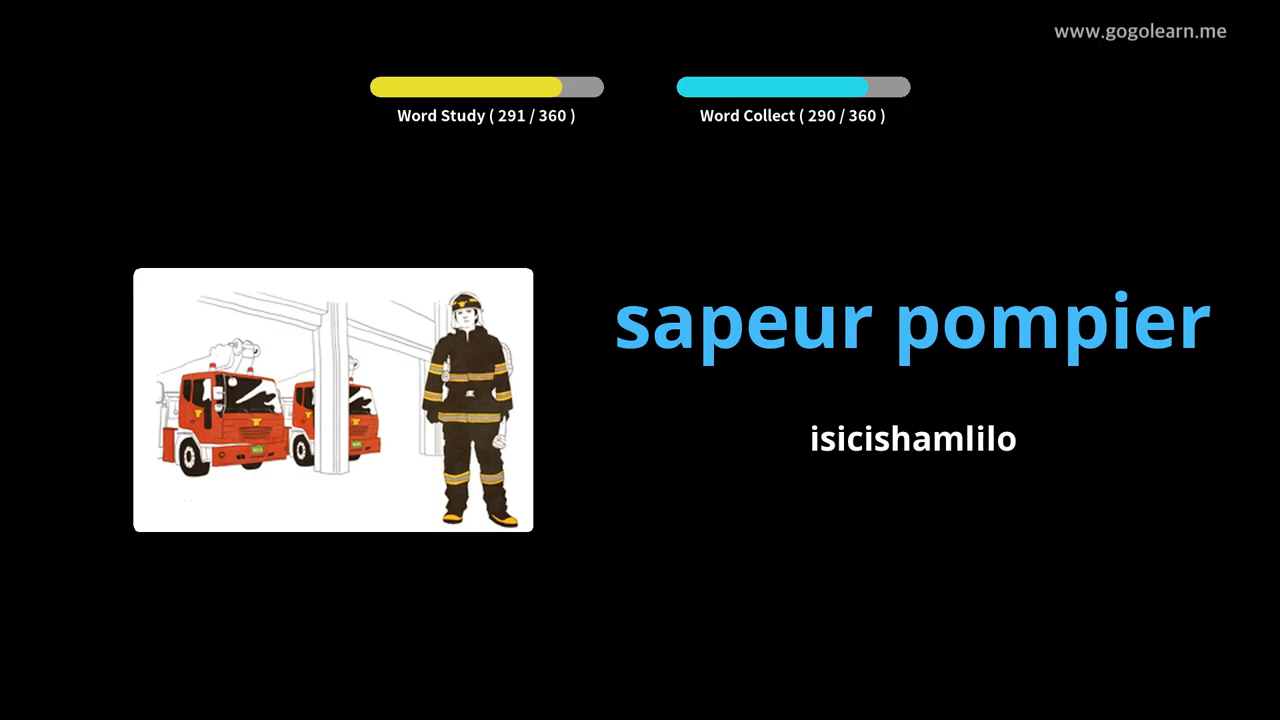 www.gogolearn.me
Word Study ( 291 / 360 )
Word Collect ( 290 / 360 )
sapeur pompier
isicishamlilo